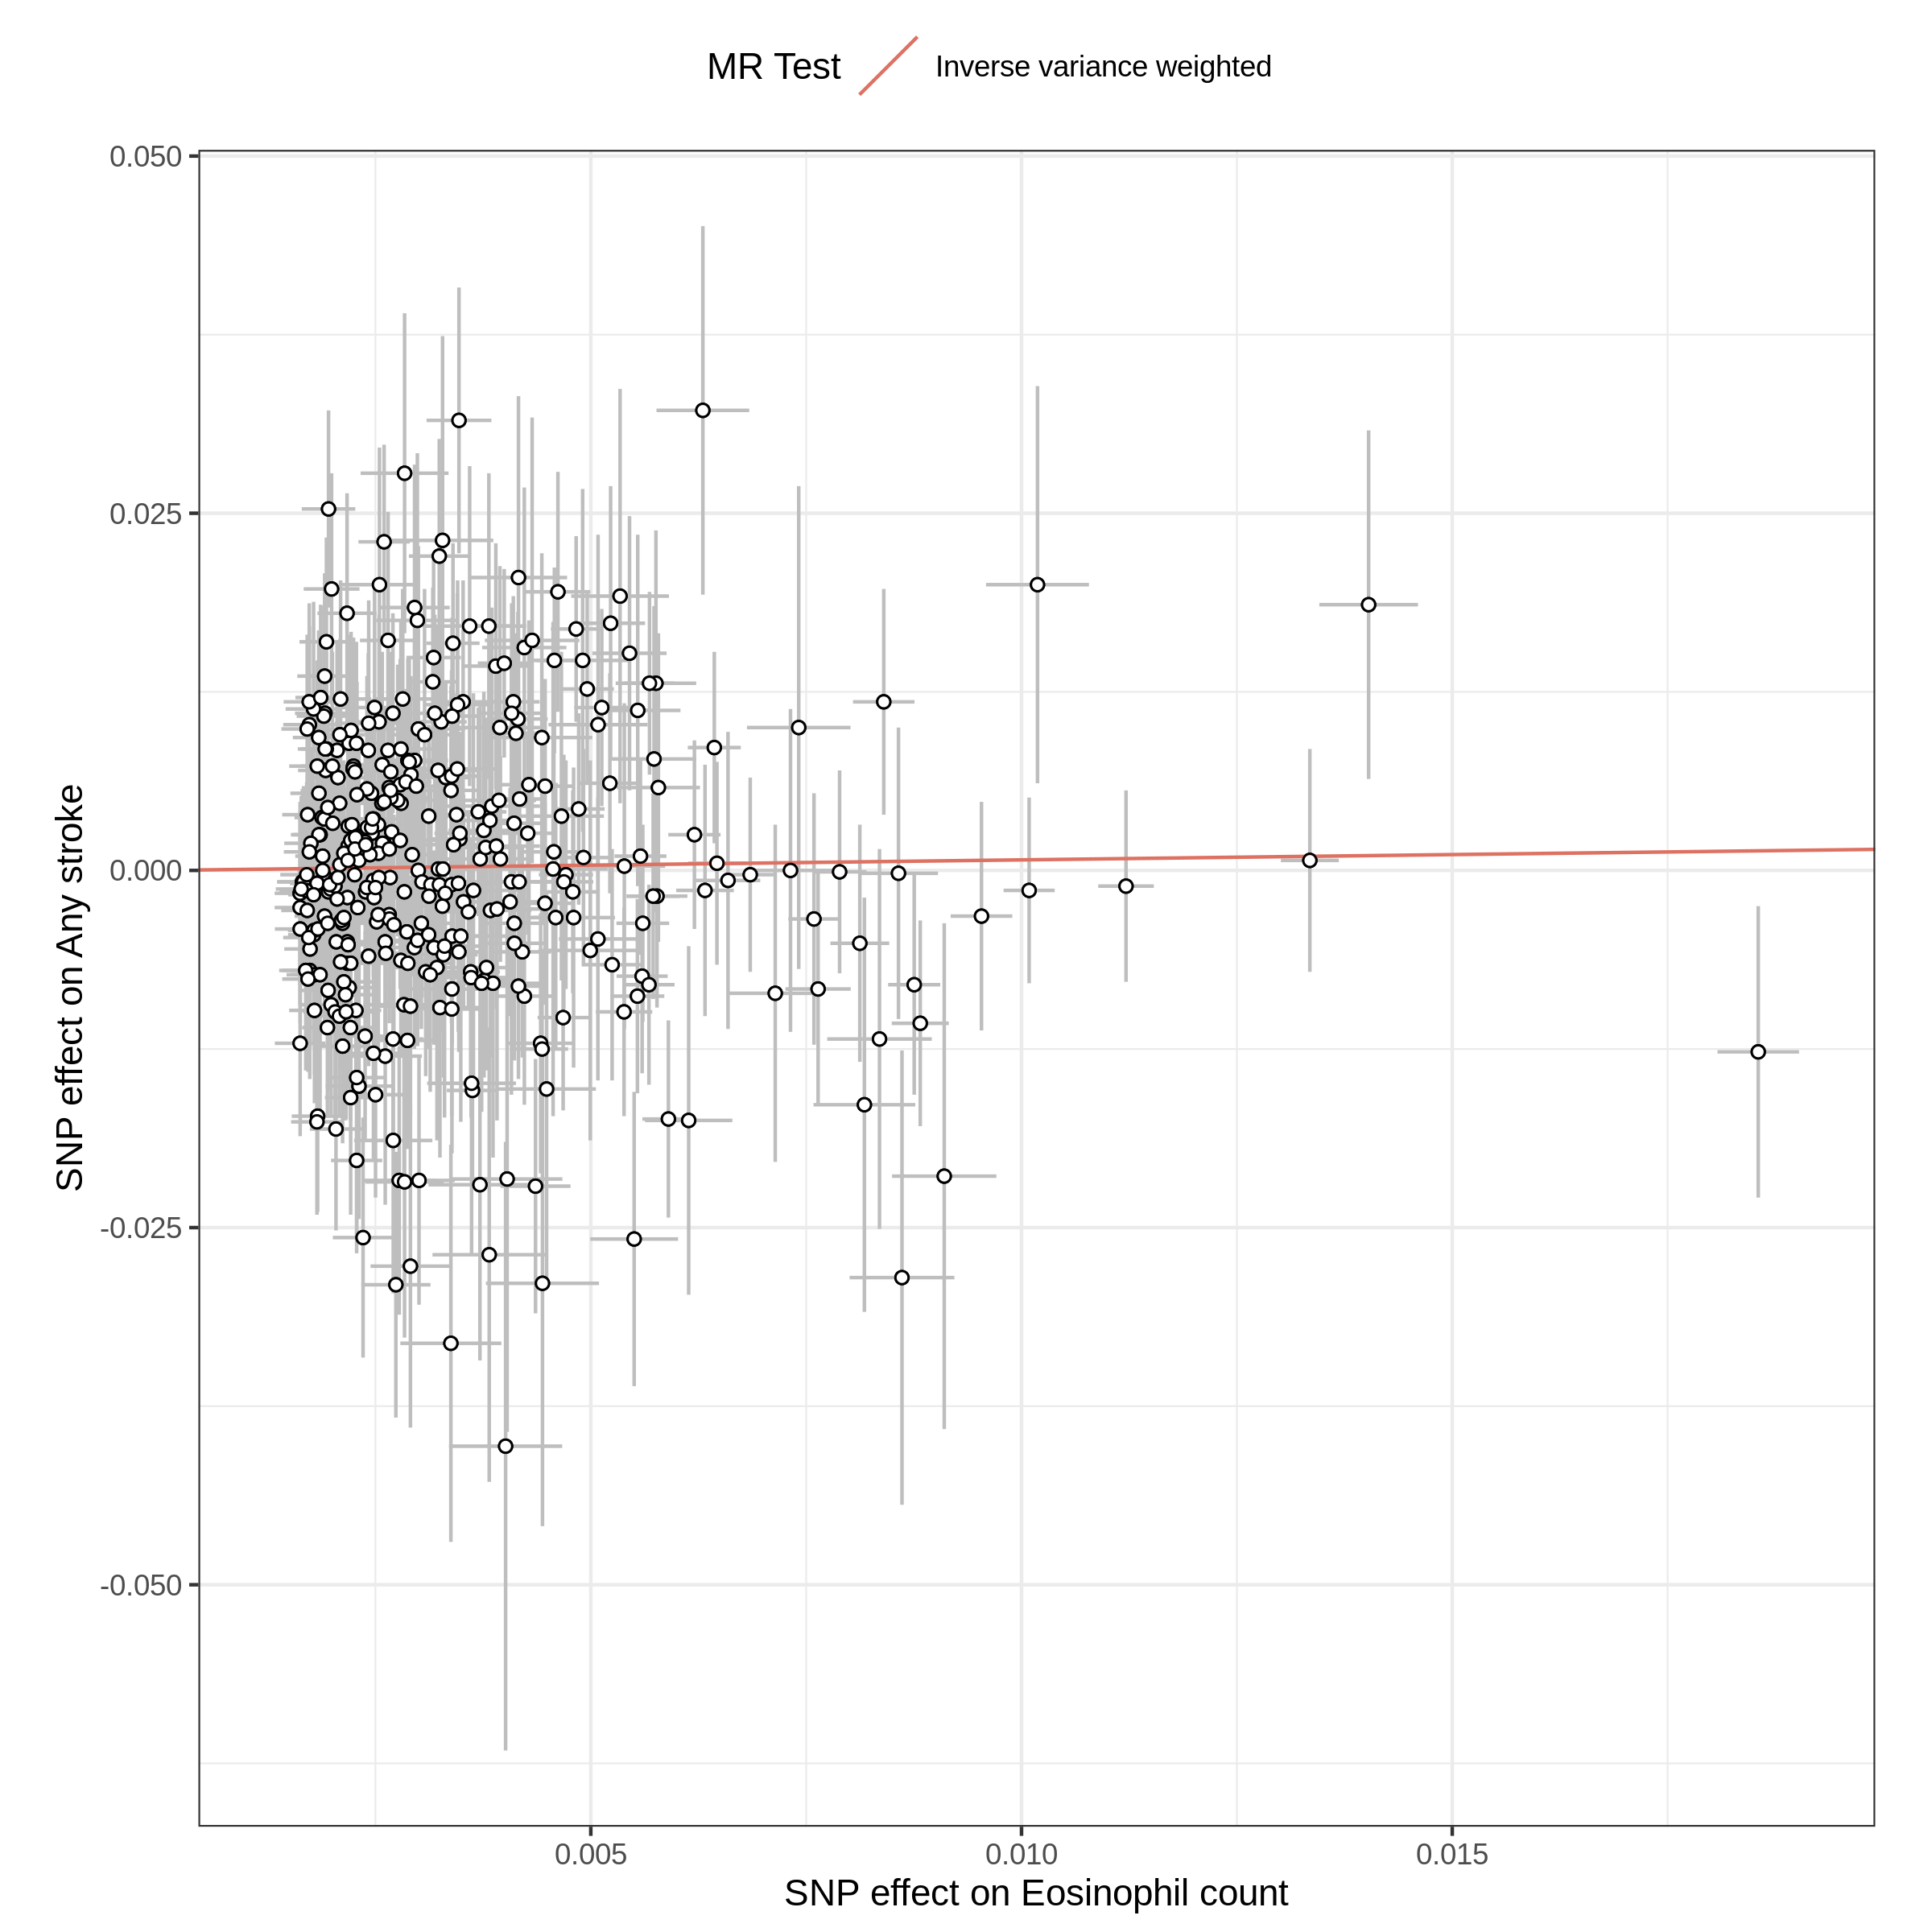 MR Test
Inverse variance weighted
0.050
0.025
0.000
-0.025
-0.050
SNP effect on Any stroke
0.005
0.010
0.015
SNP effect on Eosinophil count